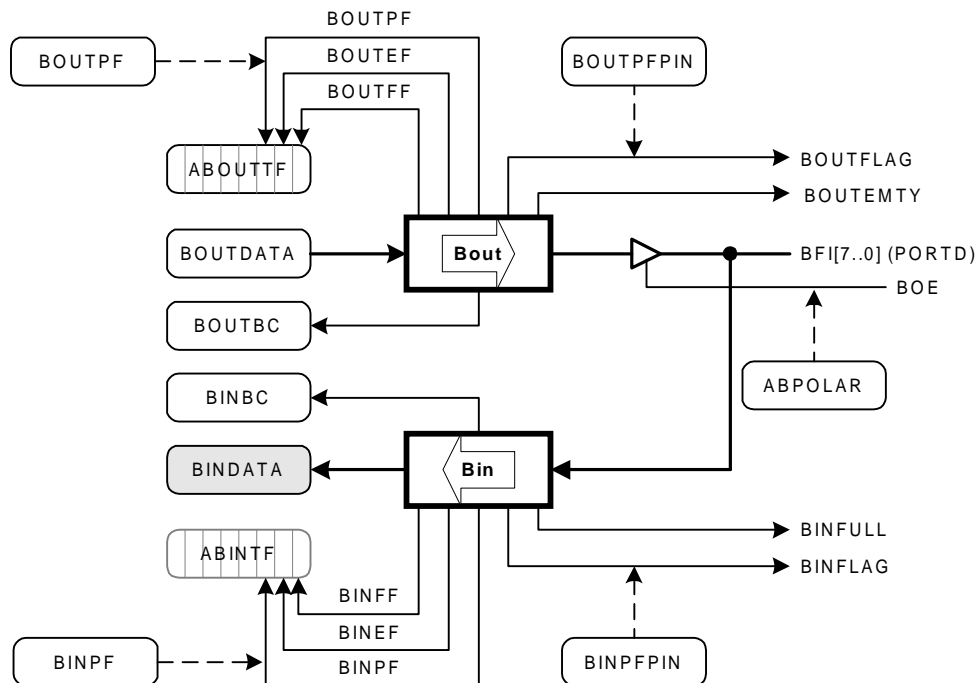 BOUTPF
BOUTPF
BOUTEF
BOUTFF
BOUTPFPIN
ABOUTTF
BOUTFLAG
BOUTEMTY
BOUTDATA
Bout
BFI[7..0] (PORTD)
BOE
BOUTBC
ABPOLAR
BINBC
BINDATA
Bin
ABINTF
BINFULL
BINFLAG
BINFF
BINEF
BINPF
BINPF
BINPFPIN